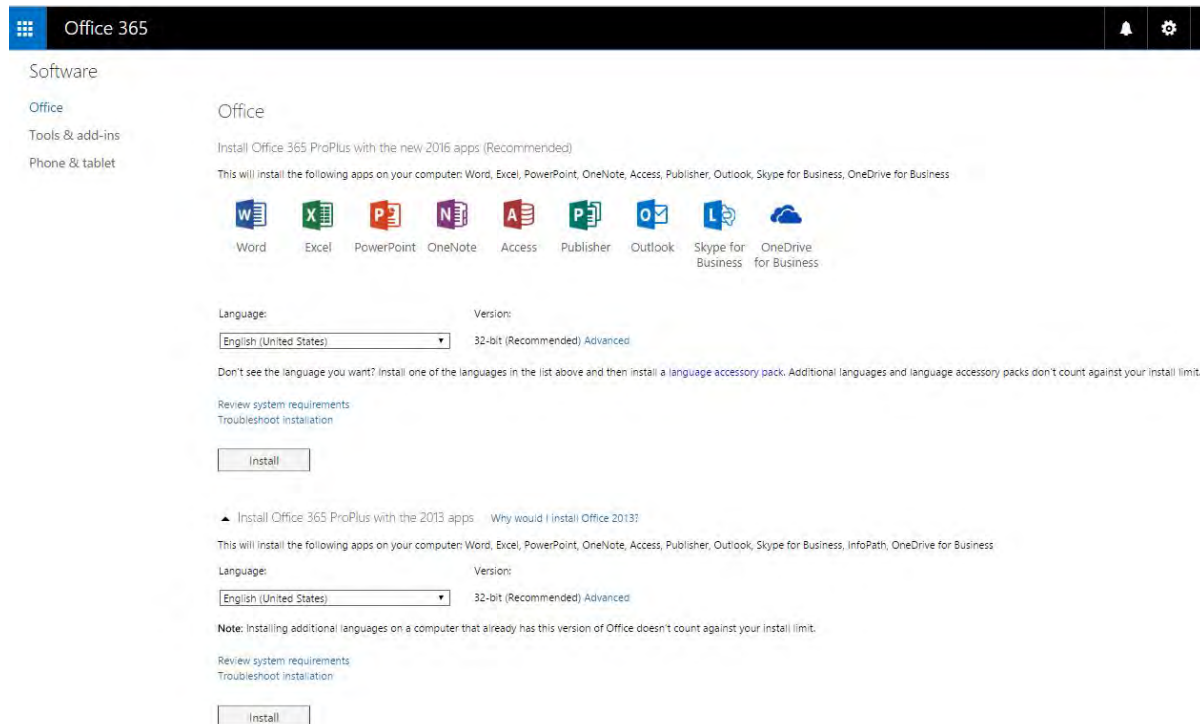 Office 365
Software
Office
Tools & add-ins
Phone & tablet
Office
Install Office 365 ProPlus with the new 2016 apps (Recommended)
This will install the following apps on your computer: Word, Excel, PowerPoint, OneNote, Access, Publisher, Outlook, Skype for Business, OneDrive for Business
Word Excel PowerPoint OneNote Access Publisher Outlook Skype for Business OneDrive for Business
Language: Version:
English (United States) 32-bit (Recommended) Advanced
Don't see the language you want? Install one of the languages in the list above and then install a language accessory pack. Additional languages and language accessory packs don't count against your install limit.
Review system requirements
Troubleshoot installation
Install
Install Office 365 ProPlus with the 2013 apps Why would I install Office 2013?
This will install the following apps on your computer: Word, Excel, PowerPoint, OneNote, Access, Publisher, Outlook, Skype for Business, InfoPath, OneDrive for Business
Language: Version:
English (United States) 32-bit (Recommended) Advanced
Note: Installing additional languages on a computer that already has this version of Office doesn't count against your install limit.
Review system requirements
Troubleshoot installation
Install